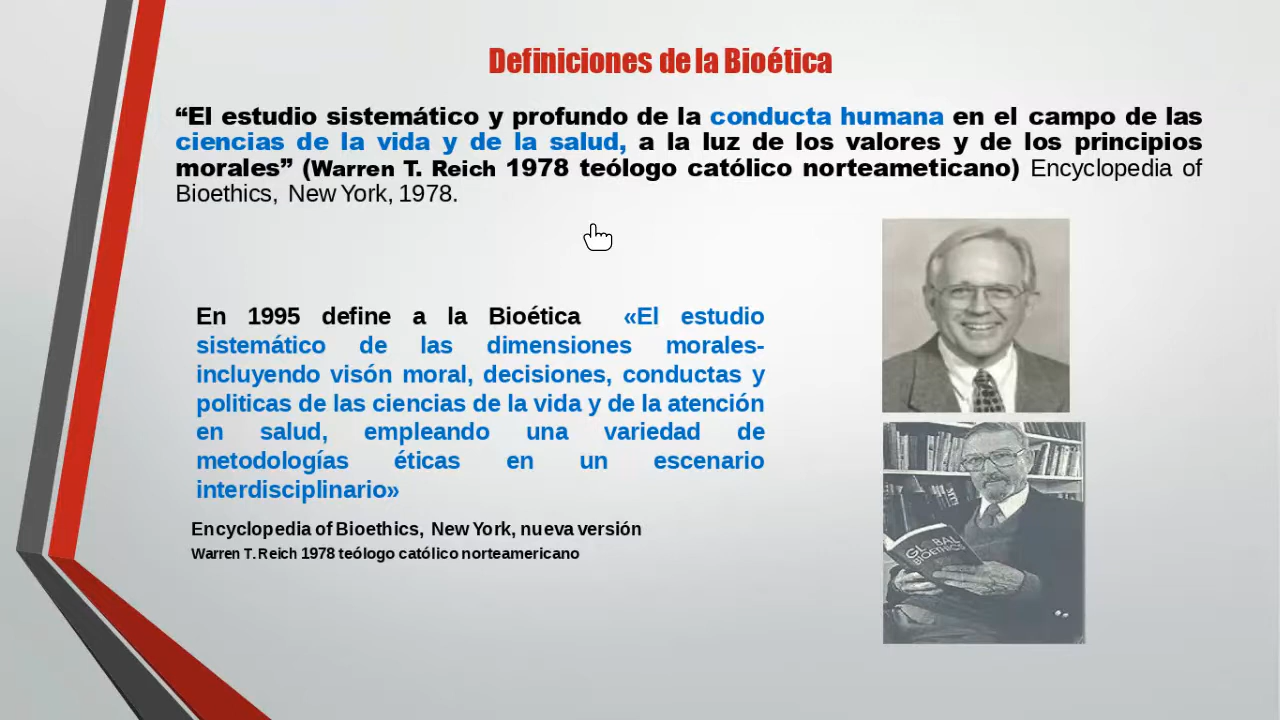 Definiciones de la Bioética
“El estudio sistemático y profundo de la conducta humana en el campo de las
ciencias de la vida y de la salud, a la luz de los valores y de los principios
morales” (Warren T. Reich 1978 teólogo católico norteameticano) Encyclopedia of
Bioethics, New York, 1978.
En 1995 define a la Bioética «El estudio
sistemático de las dimensiones morales-
incluyendo visón moral, decisiones, conductas y
politicas de las ciencias de la vida y de la atención
en salud, empleando una variedad de
metodologías éticas en un escenario
interdisciplinario»
Encyclopedia of Bioethics, New York, nueva versión
Warren T. Reich 1978 teólogo católico norteamericano
GLOBAL
BIOETHICS